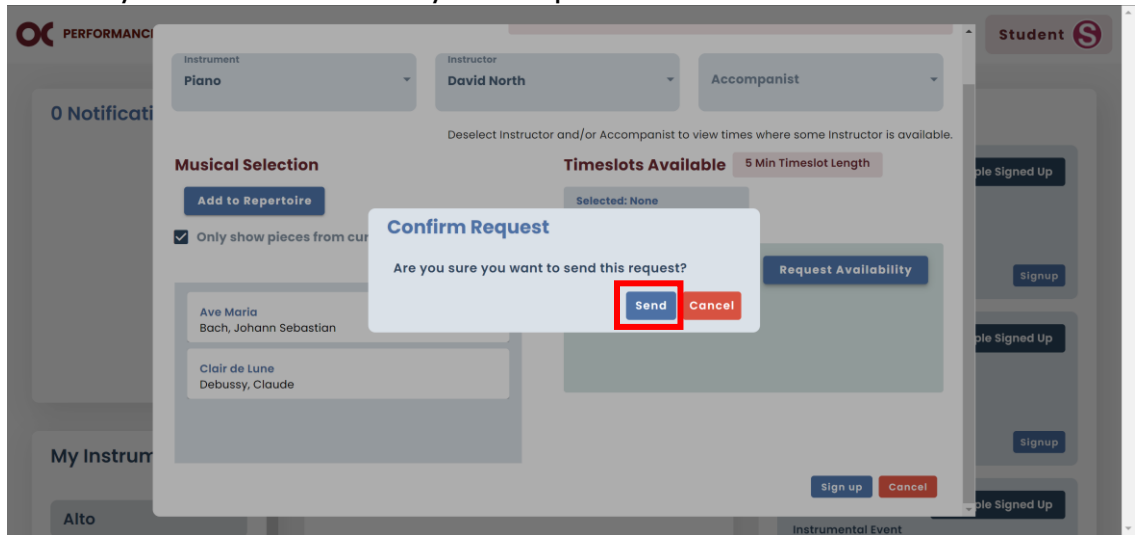 PERFORMANC
Student S
0 Notificati
Instrument
Piano
Instructor
David North
Accompanist
Deselect Instructor and/or Accompanist to view times where some Instructor is available.
Musical Selection
Timeslots Available
5 Min Timeslot Length
Add to Repertoire
Selected: None
ple Signed Up
Only show pieces from cur
Confirm Request
Are you sure you want to send this request?
Send
Cancel
Request Availability
Signup
Ave Maria
Bach, Johann Sebastian
Clair de Lune
Debussy, Claude
ple Signed Up
Signup
My Instrum
Sign up
Cancel
Alto
ple Signed Up
Instrumental Event